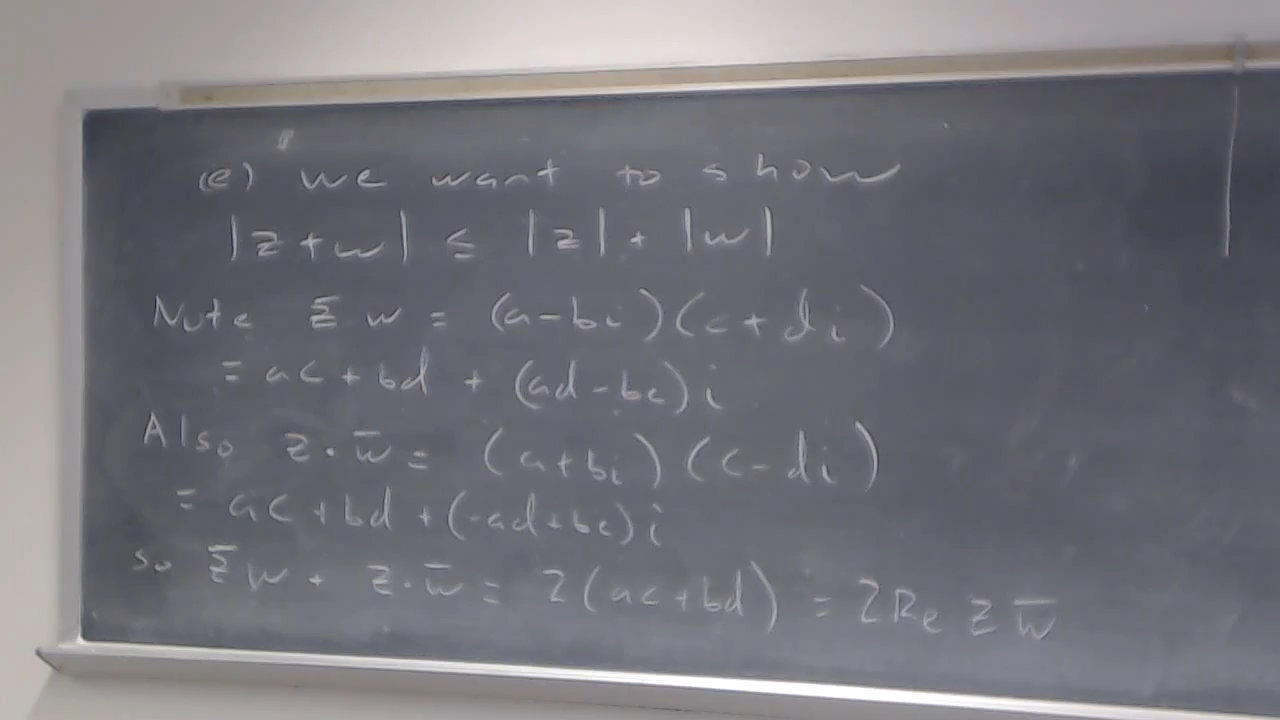 (e) we want to show
|z+w| ≤ |z| + |w|
Note z̄ w = (a-bi)(c+di)
= ac + bd + (ad-bc)i
Also z·w̄ = (a+bi)(c-di)
= ac+bd+(-ad+bc)i
so z̄w + z·w̄ = 2(ac+bd) = 2Re z w̄